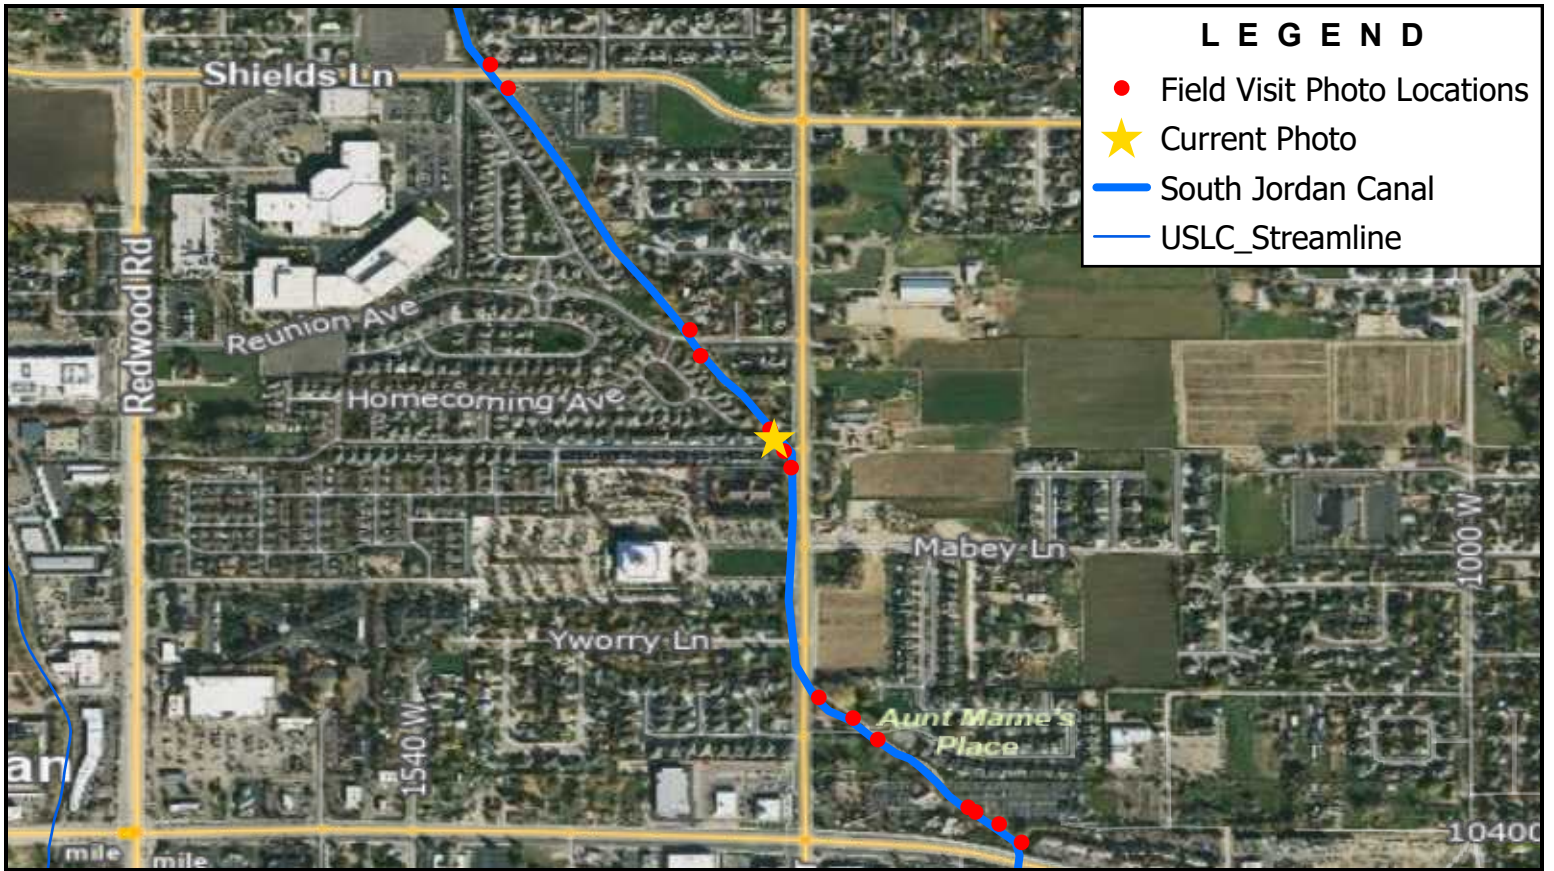 L E G E N D
Field Visit Photo Locations
Current Photo
South Jordan Canal
USLC_Streamline
Shields Ln
Redwood Rd
Reunion Ave
Homecoming Ave
Mabey Ln
1000 W
Yworry Ln
1540 W
Aunt Mame's
Place
an
10400
mile
mile